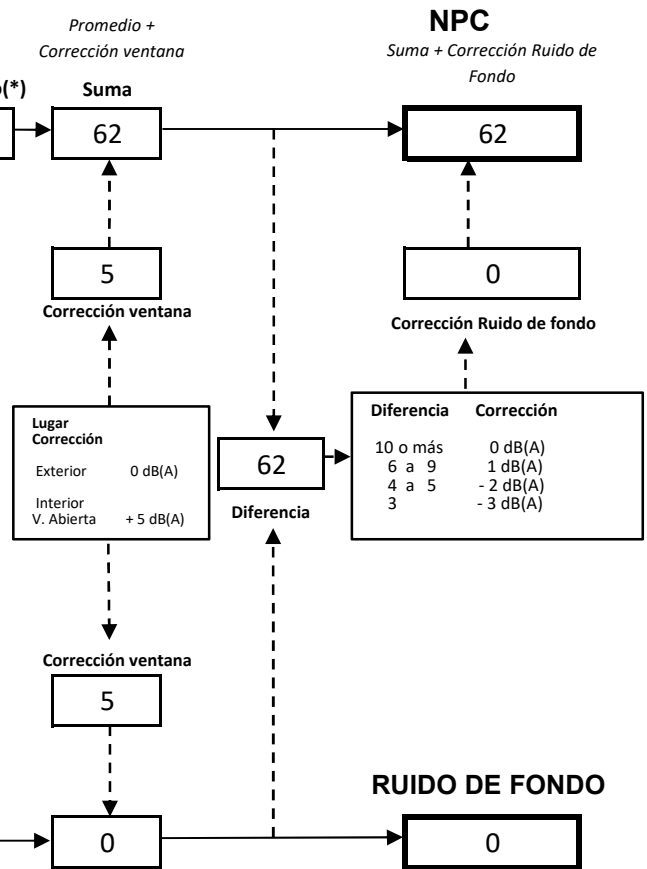 Promedio +
Corrección ventana
NPC
Suma + Corrección Ruido de
Fondo
o(*)
Suma
62
62
5
0
Corrección ventana
Corrección Ruido de fondo
Lugar
Corrección
Exterior 0 dB(A)
Interior
V. Abierta + 5 dB(A)
62
Diferencia
Diferencia Corrección
10 o más 0 dB(A)
6 a 9 1 dB(A)
4 a 5 - 2 dB(A)
3 - 3 dB(A)
Corrección ventana
5
RUIDO DE FONDO
0
0